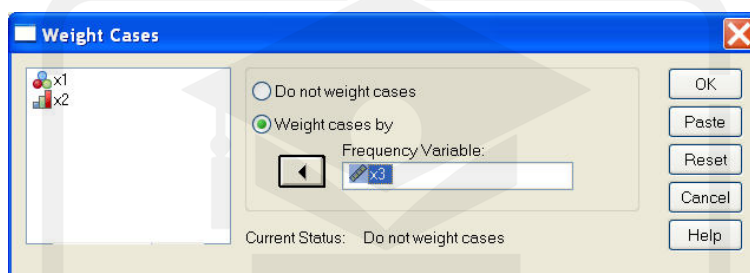 Weight Cases
x1
x2
Do not weight cases
Weight cases by
Frequency Variable:
x3
Current Status: Do not weight cases
OK
Paste
Reset
Cancel
Help